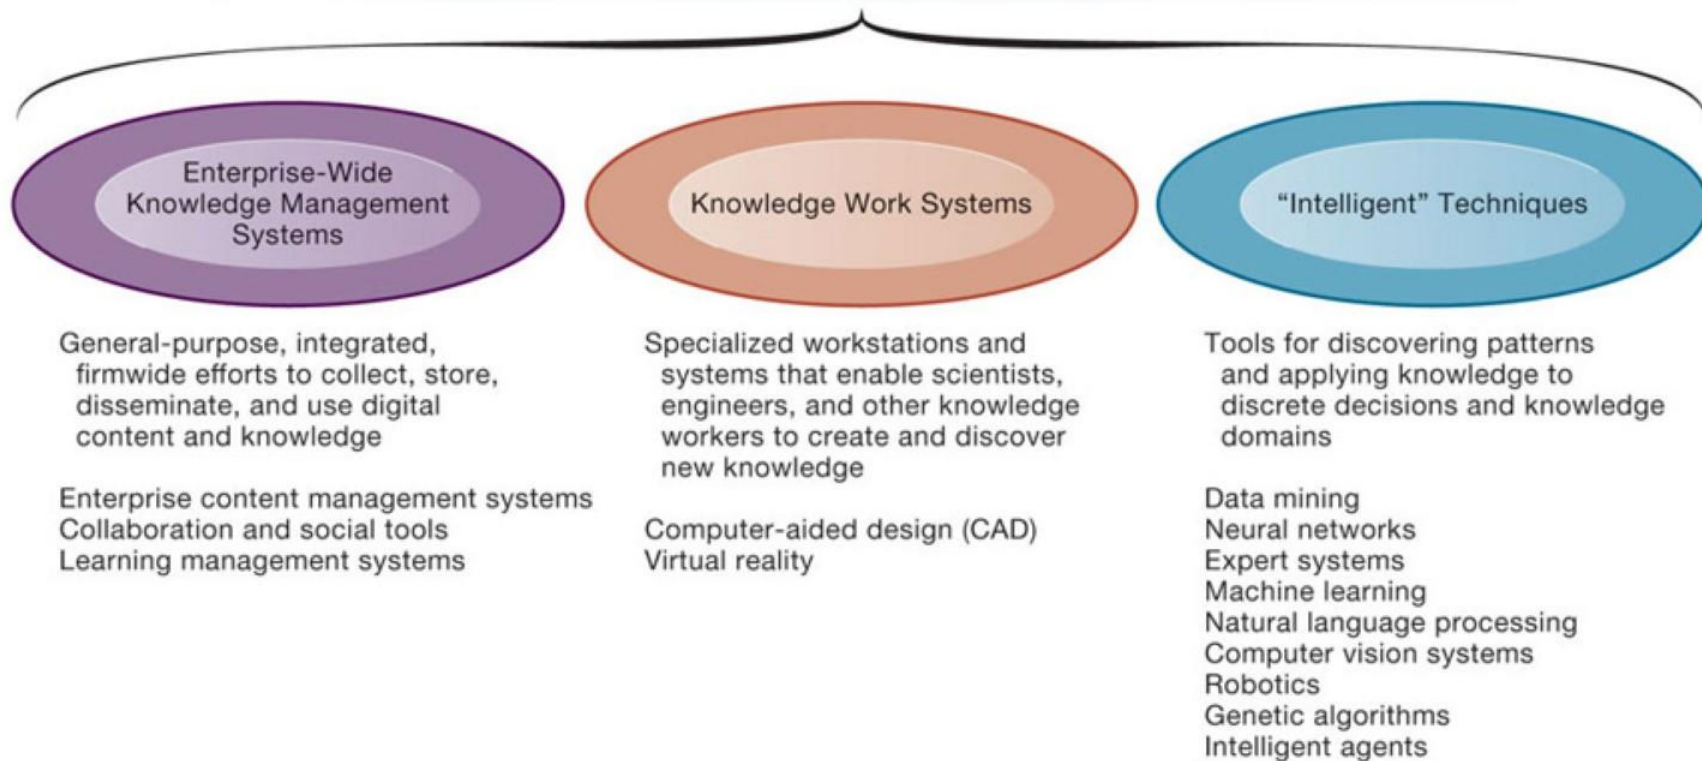 Enterprise-Wide
Knowledge Management
Systems
General-purpose, integrated,
firmwide efforts to collect, store,
disseminate, and use digital
content and knowledge
Enterprise content management systems
Collaboration and social tools
Learning management systems
Knowledge Work Systems
Specialized workstations and
systems that enable scientists,
engineers, and other knowledge
workers to create and discover
new knowledge
Computer-aided design (CAD)
Virtual reality
“Intelligent” Techniques
Tools for discovering patterns
and applying knowledge to
discrete decisions and knowledge
domains
Data mining
Neural networks
Expert systems
Machine learning
Natural language processing
Computer vision systems
Robotics
Genetic algorithms
Intelligent agents